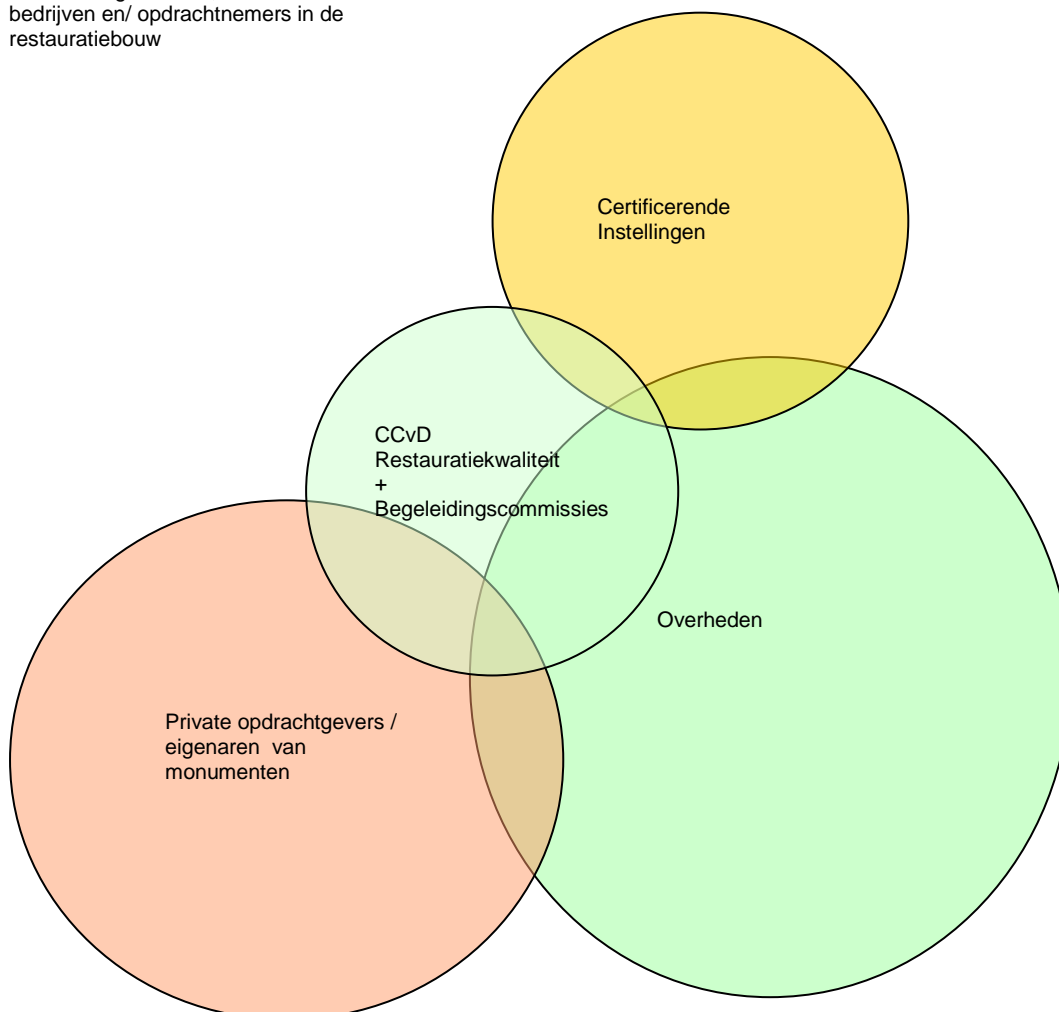 bedrijven en/ opdrachtnemers in de
restauratiebouw
Certificerende
Instellingen
CCvD
Restauratiekwaliteit
+
Begeleidingscommissies
Overheden
Private opdrachtgevers /
eigenaren van
monumenten